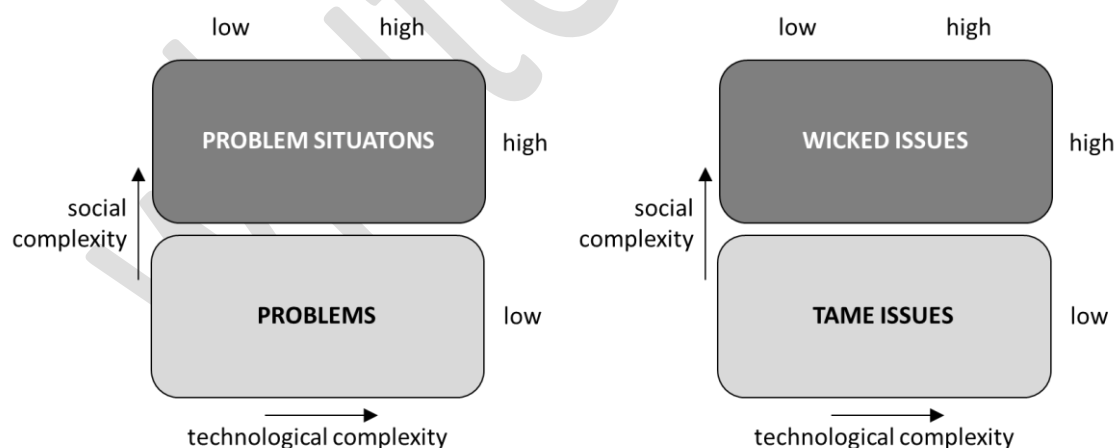 low high
PROBLEM SITUATONS
high
social
complexity
PROBLEMS
low
technological complexity
low high
WICKED ISSUES
high
social
complexity
TAME ISSUES
low
technological complexity